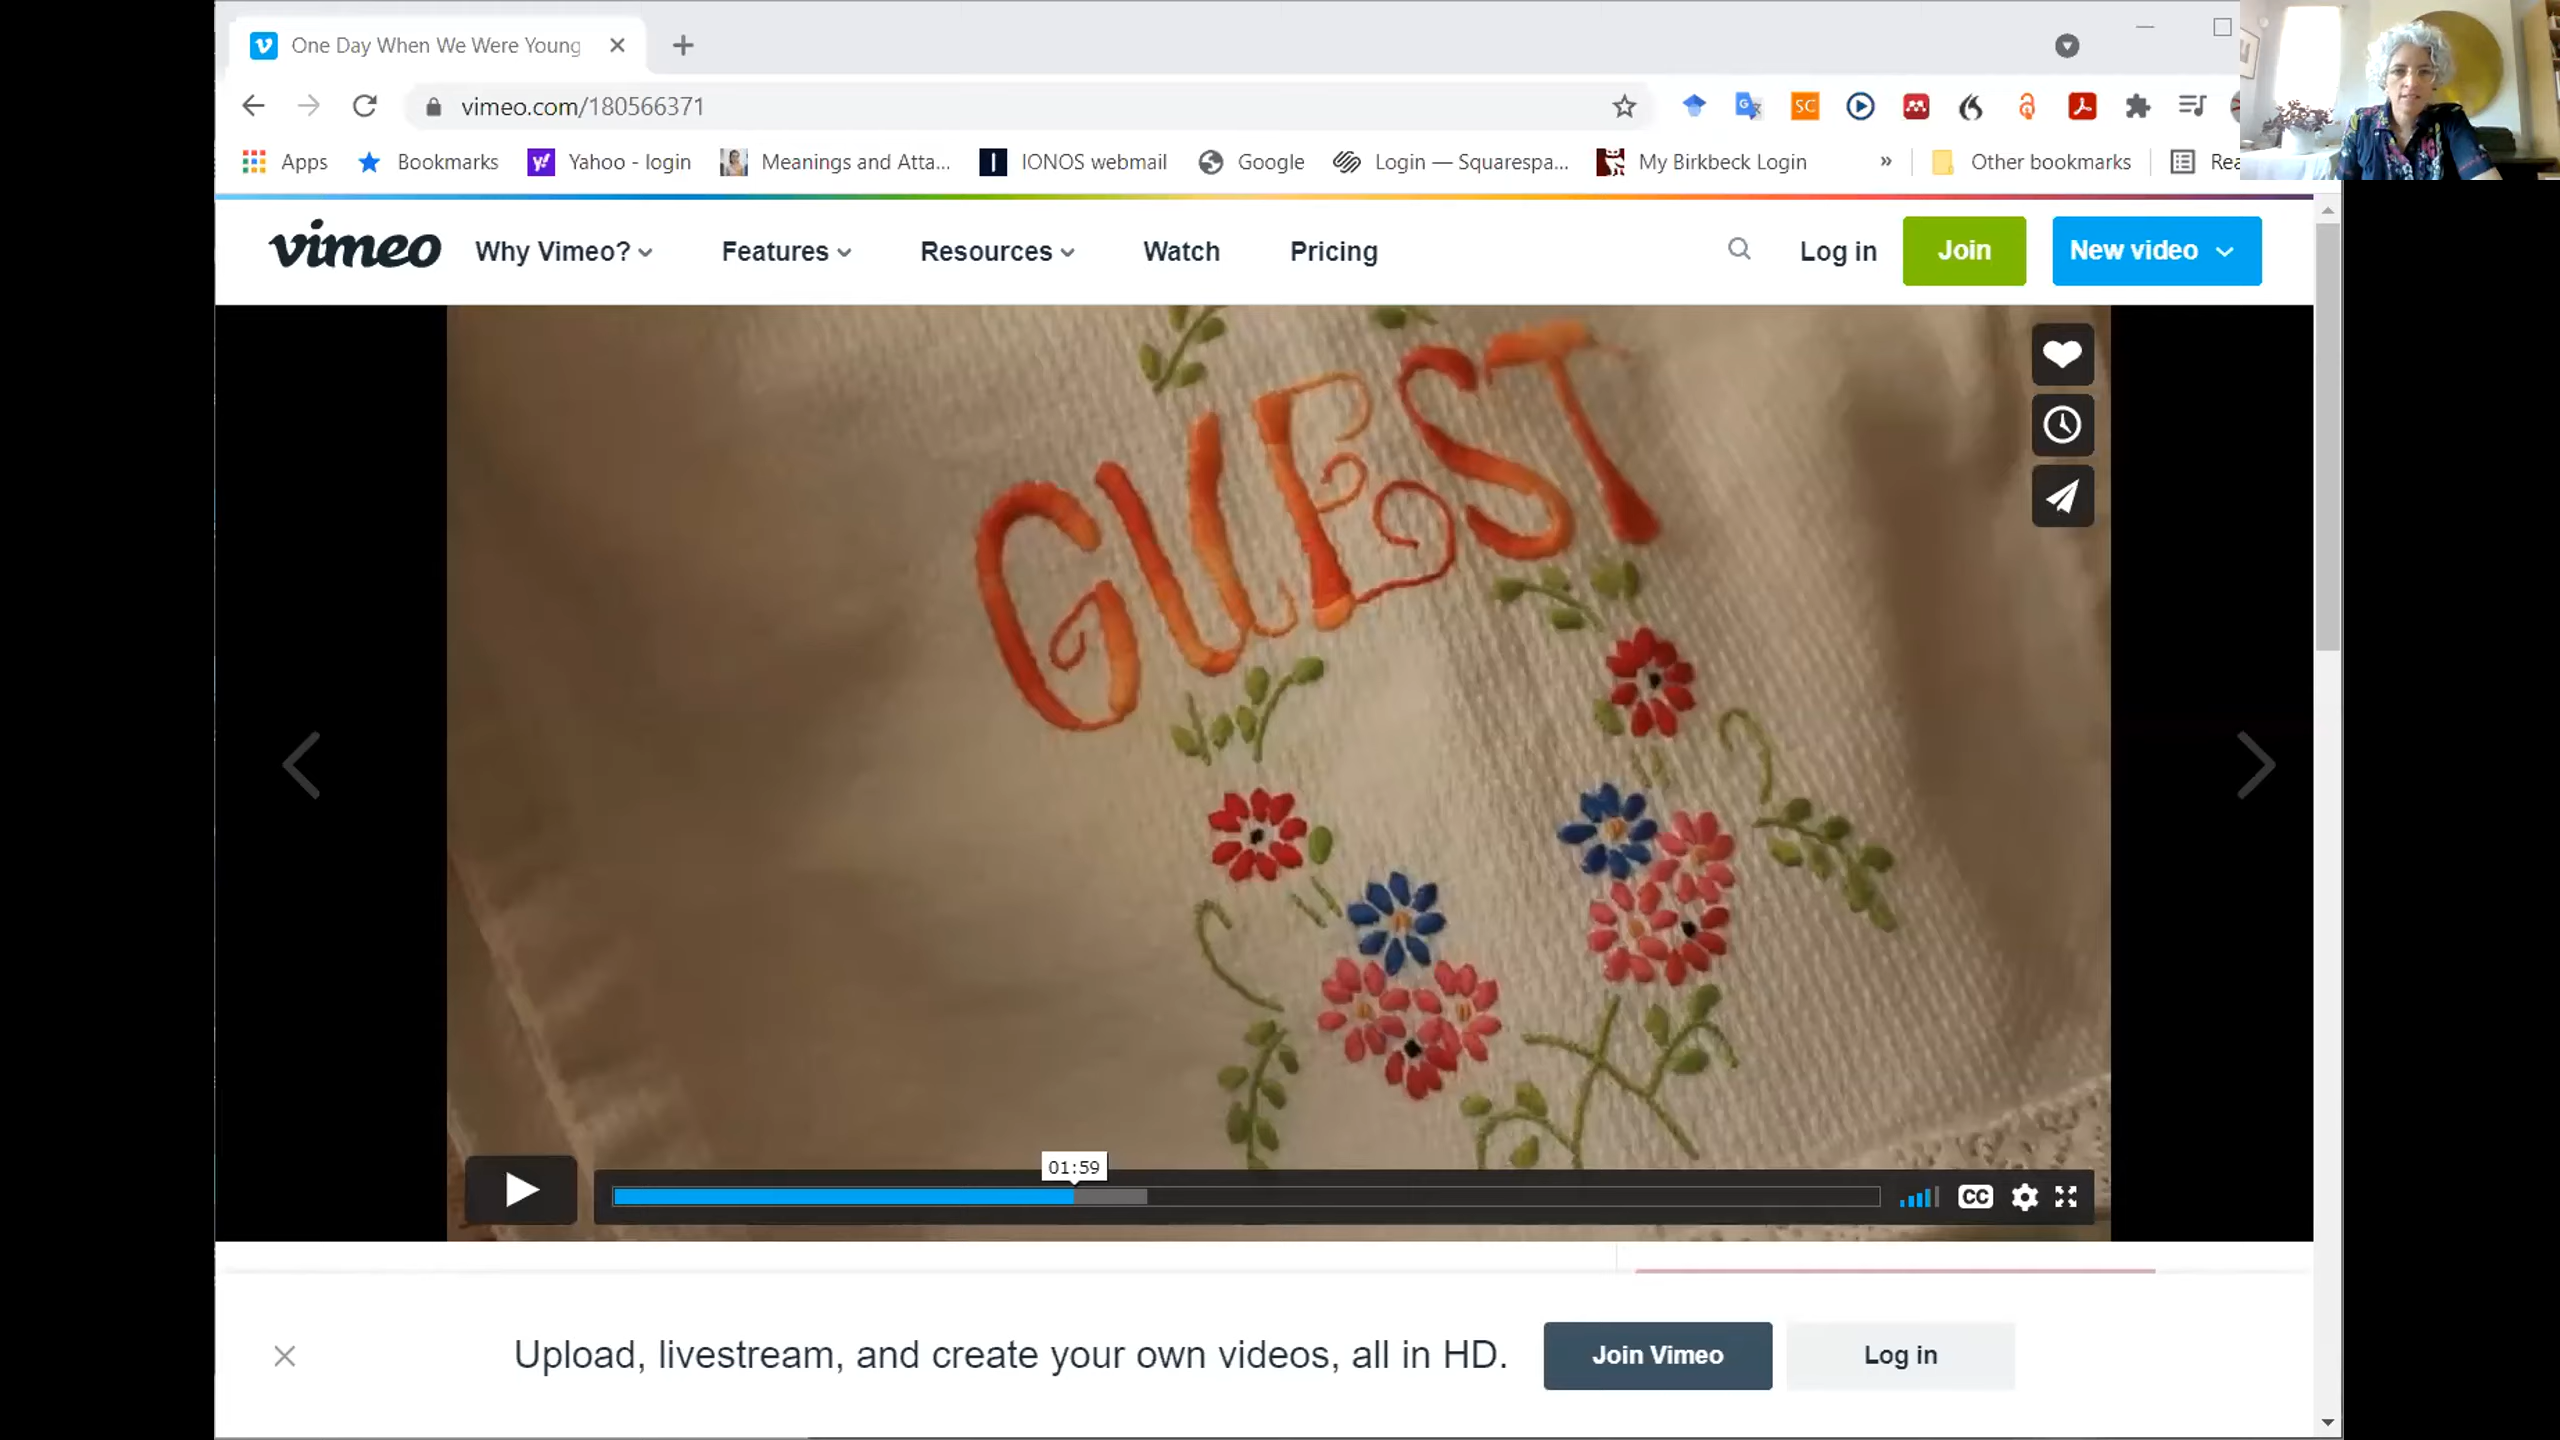 One Day When We Were Young
vimeo.com/180566371
SC
Apps
Bookmarks
Yahoo - login
Meanings and Atta...
IONOS webmail
Google
Login — Squarespa...
My Birkbeck Login
»
Other bookmarks
Rea
vimeo
Why Vimeo?
Features
Resources
Watch
Pricing
Log in
Join
New video
GUEST
01:59
CC
Upload, livestream, and create your own videos, all in HD.
Join Vimeo
Log in